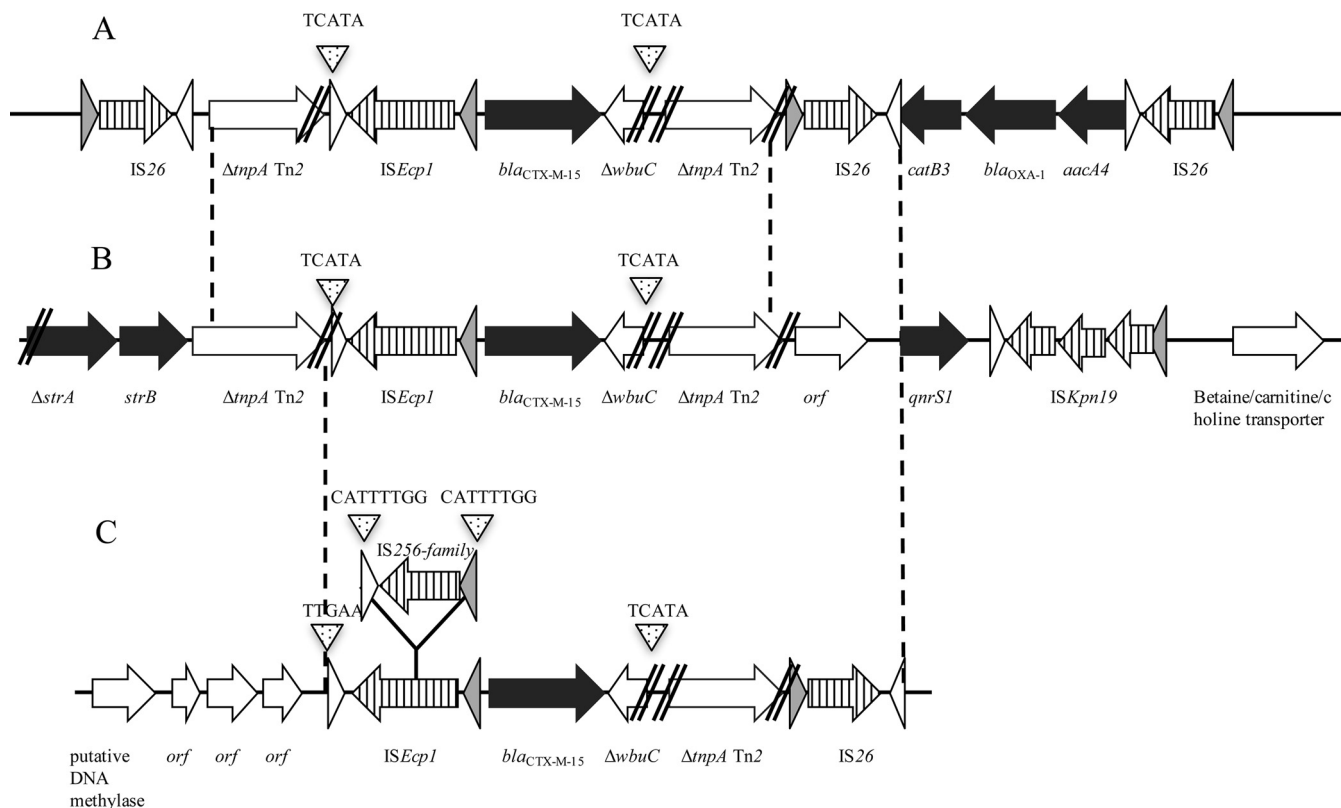 A
TCATA
TCATA
IS26
ΔtnpA Tn2
ISEcp1
blaCTX-M-15
ΔwbuC
ΔtnpA Tn2
IS26
catB3
blaOXA-1
aacA4
IS26
B
TCATA
TCATA
ΔstrA
strB
ΔtnpA Tn2
ISEcp1
blaCTX-M-15
ΔwbuC
ΔtnpA Tn2
orf
qnrS1
ISKpn19
Betaine/carnitine/c
holine transporter
C
CATTTTGG
CATTTTGG
IS256-family
TTGAA
TCATA
putative
DNA
methylase
orf
orf
orf
ISEcp1
blaCTX-M-15
ΔwbuC
ΔtnpA Tn2
IS26